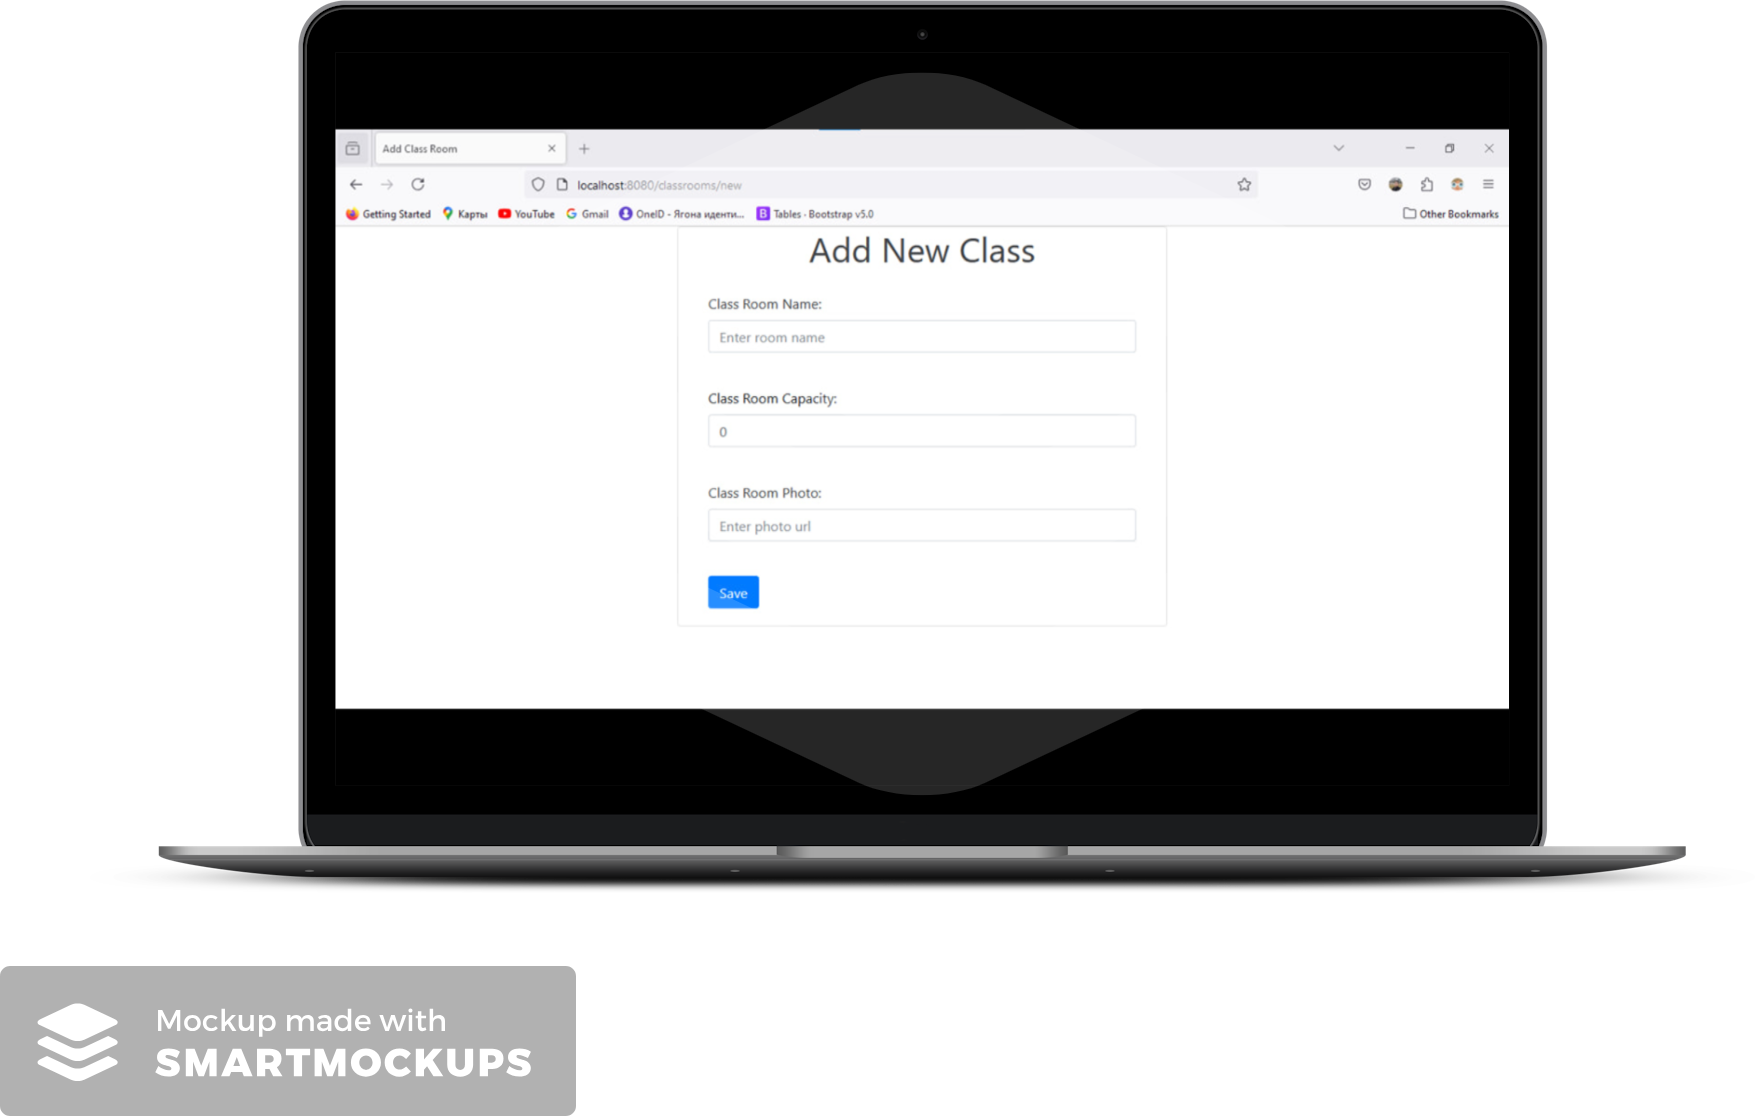 Add Class Room
localhost:8080/classrooms/new
Getting Started Карты YouTube Gmail OneID - Ягона иденти... Tables · Bootstrap v5.0 Other Bookmarks
Add New Class
Class Room Name:
Enter room name
Class Room Capacity:
0
Class Room Photo:
Enter photo url
Save
Mockup made with
SMARTMOCKUPS